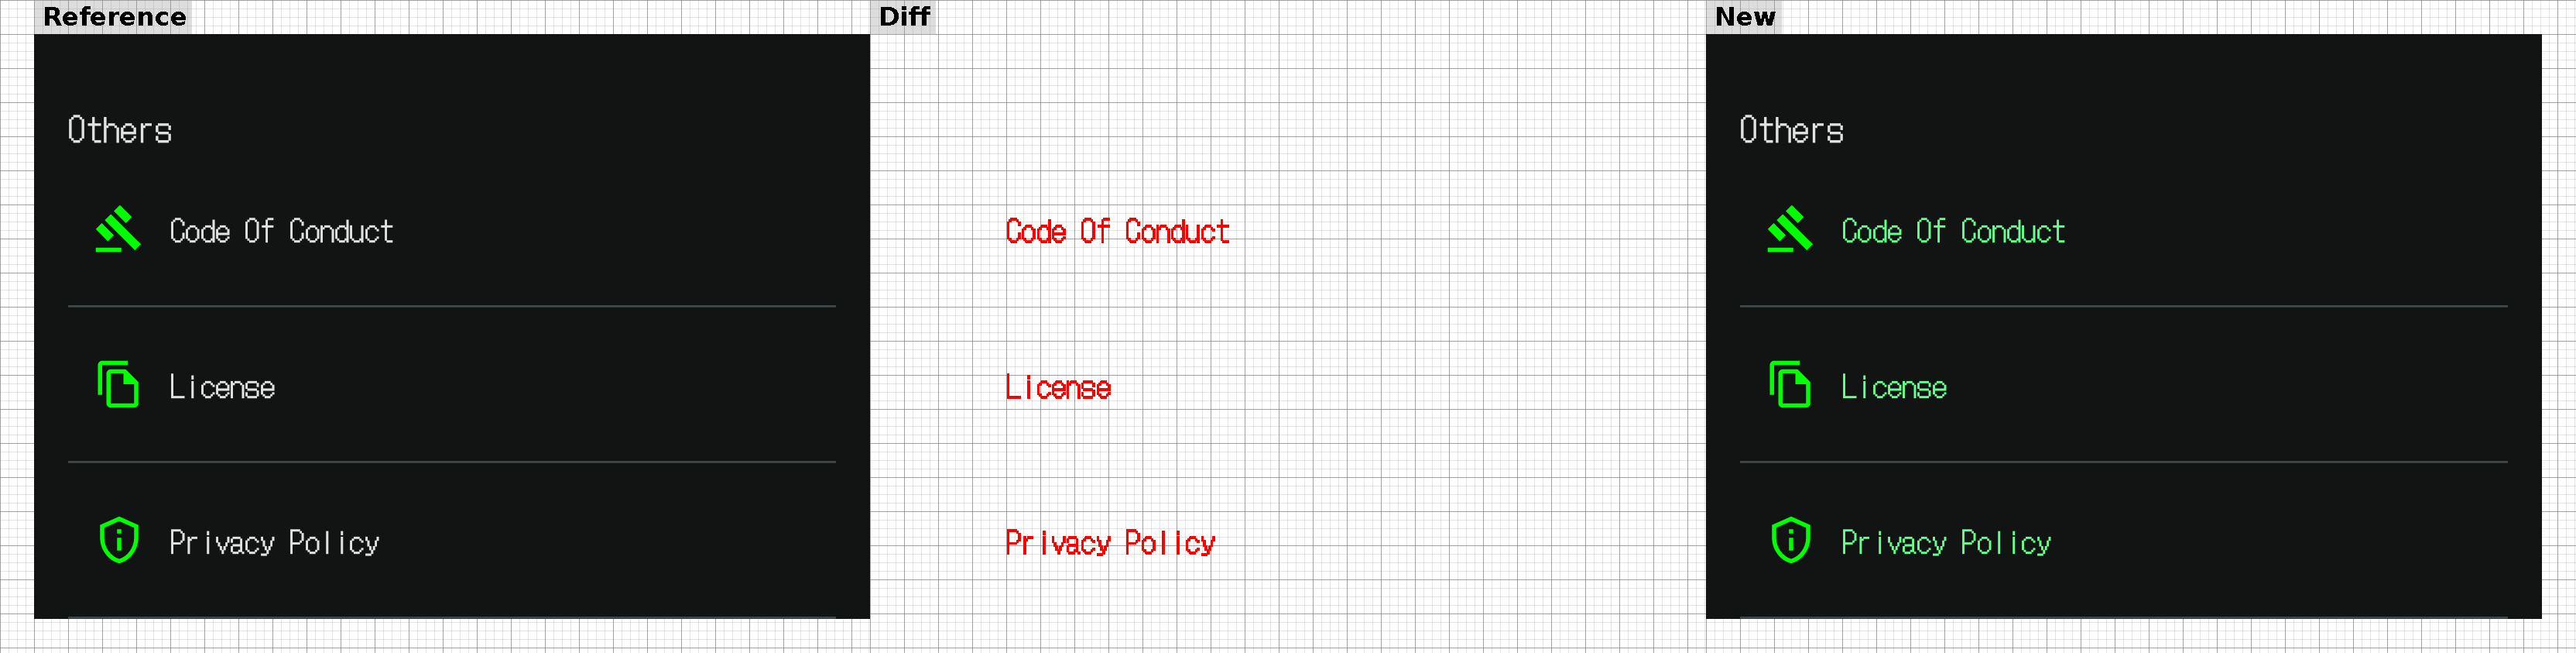 Reference
Diff
New
Others
Code Of Conduct
License
Privacy Policy
Code Of Conduct
License
Privacy Policy
Others
Code Of Conduct
License
Privacy Policy